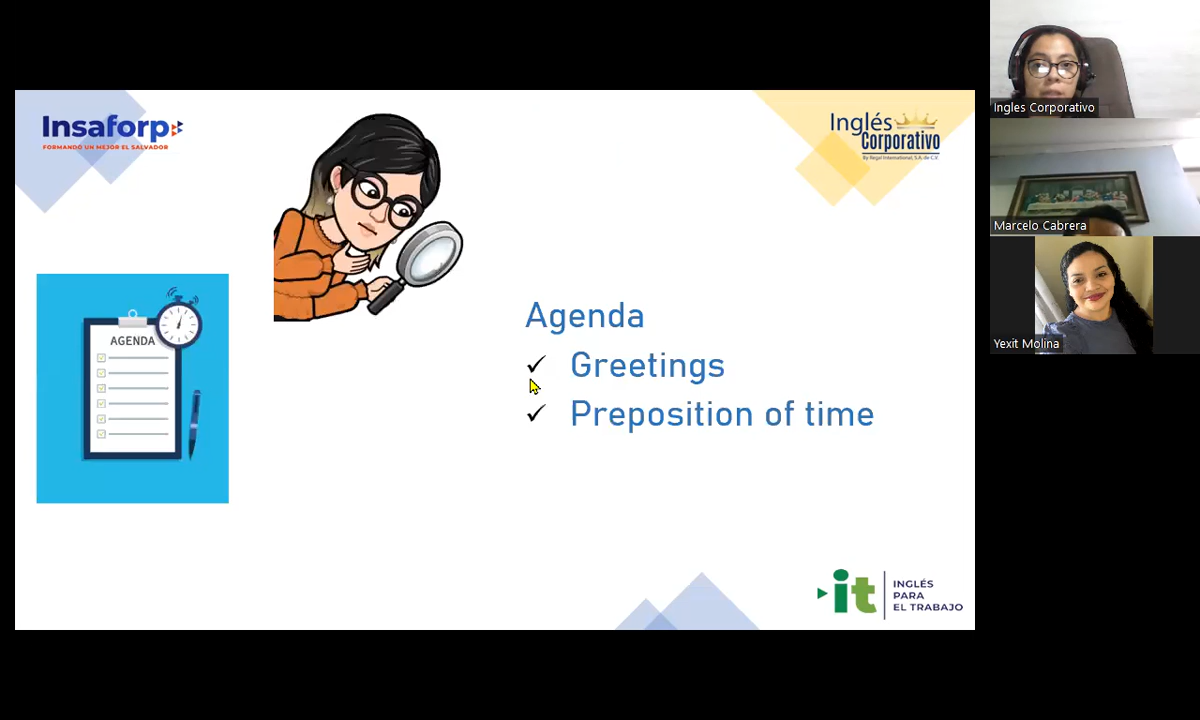 Insaforp
FORMANDO UN MEJOR EL SALVADOR
Inglés
Corporativo
By Regal International, S.A. de C.V.
AGENDA
Agenda
✓ Greetings
✓ Preposition of time
it
INGLÉS
PARA
EL TRABAJO
Ingles Corporativo
Marcelo Cabrera
Yexit Molina